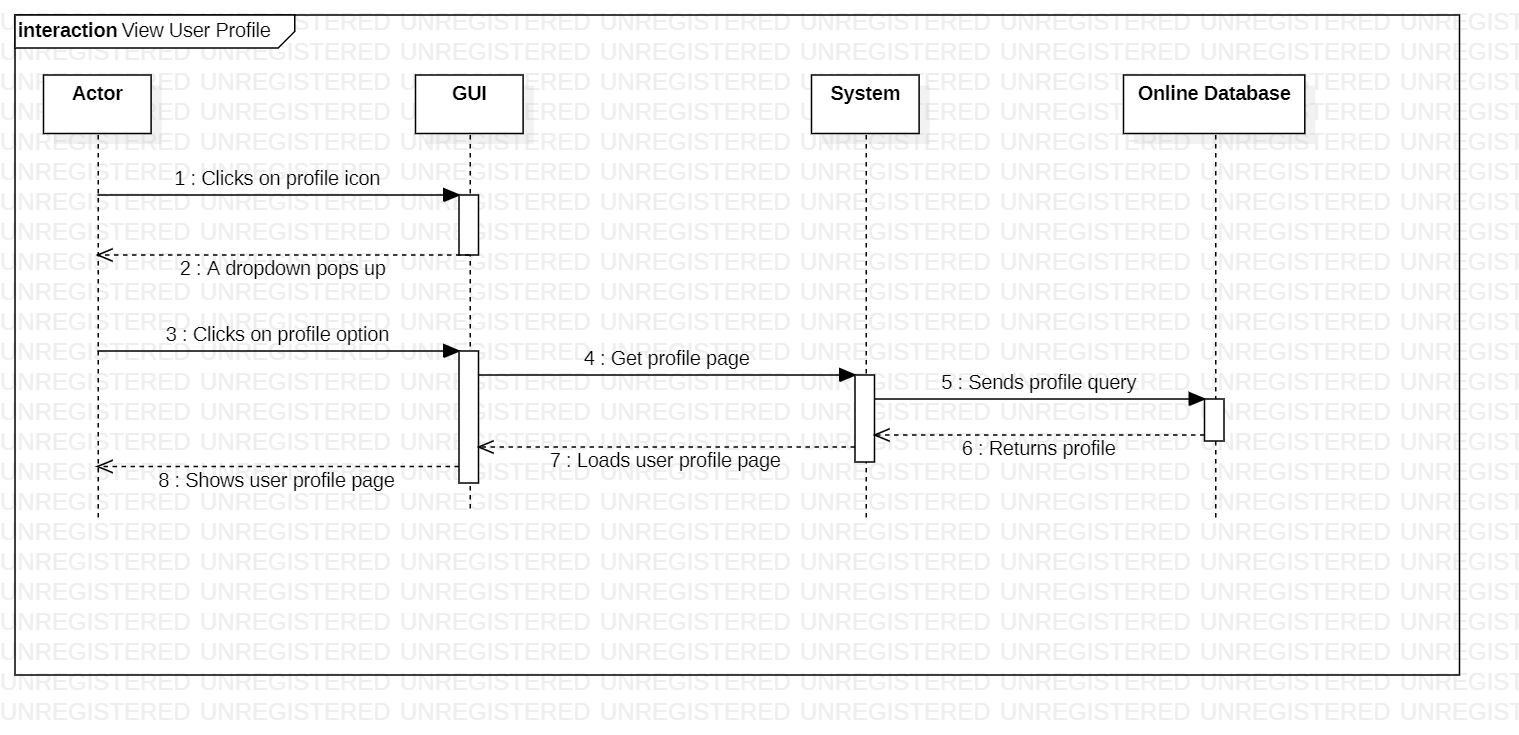 interaction View User Profile
Actor
GUI
System
Online Database
1 : Clicks on profile icon
2 : A dropdown pops up
3 : Clicks on profile option
4 : Get profile page
5 : Sends profile query
6 : Returns profile
7 : Loads user profile page
8 : Shows user profile page
UNREGISTERED